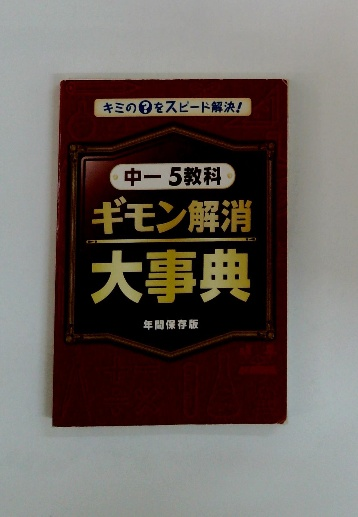 キミの?をスピード解決!
中一 5教科
ギモン解消
大事典
年間保存版